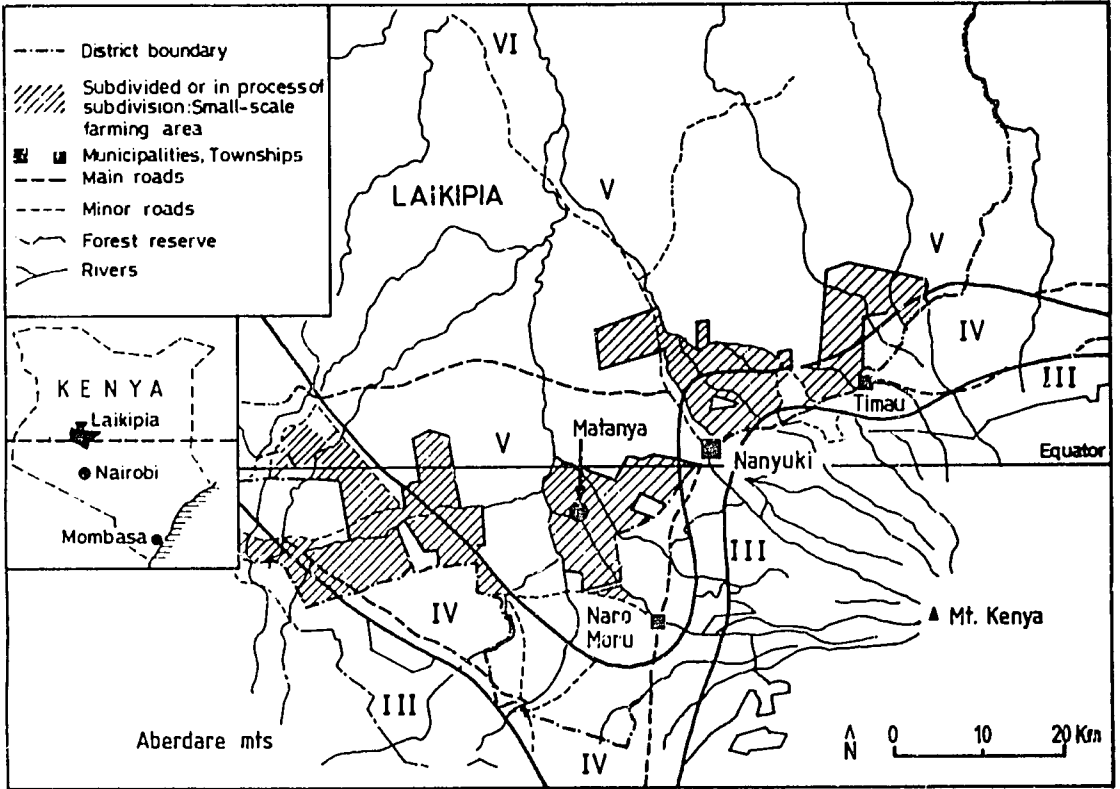 District boundary
Subdivided or in process of
subdivision:Small-scale
farming area
Municipalities, Townships
Main roads
Minor roads
Forest reserve
Rivers
KENYA
Laikipia
Nairobi
Mombasa
VI
LAIKIPIA
V
V
IV
III
Timau
Matanya
V
Equator
Nanyuki
III
IV
Naro
Moru
Mt. Kenya
III
Aberdare mts
IV
N
0 10 20 Km